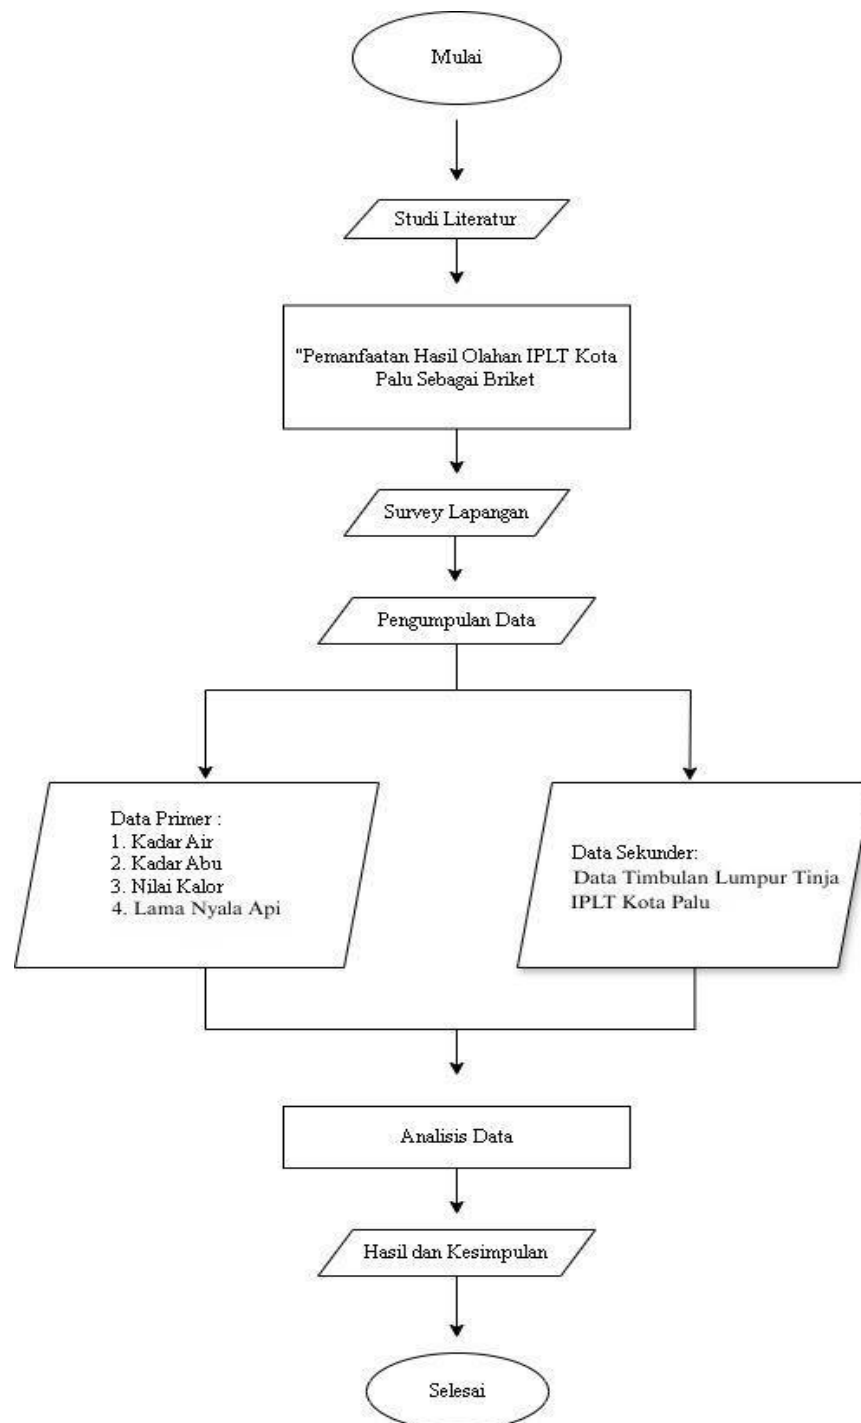 Mulai
Studi Literatur
"Pemanfaatan Hasil Olahan IPLT Kota
Palu Sebagai Briket
Survey Lapangan
Pengumpulan Data
Data Primer :
1. Kadar Air
2. Kadar Abu
3. Nilai Kalor
4. Lama Nyala Api
Data Sekunder:
Data Timbulan Lumpur Tinja
IPLT Kota Palu
Analisis Data
Hasil dan Kesimpulan
Selesai